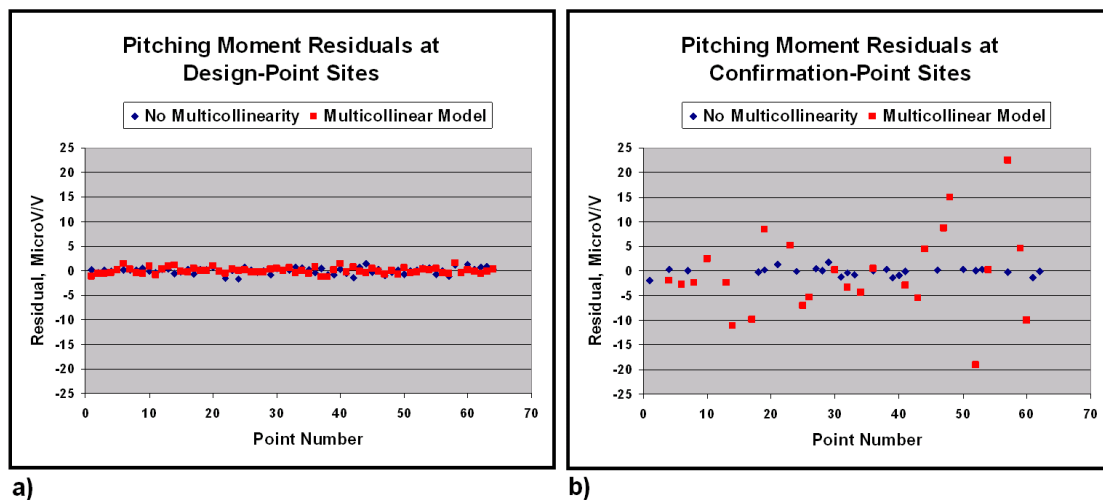 Pitching Moment Residuals at
Design-Point Sites
No Multicollinearity Multicollinear Model
Residual, MicroV/V
25
20
15
10
5
0
-5
-10
-15
-20
-25
0 10 20 30 40 50 60 70
Point Number
a)
Pitching Moment Residuals at
Confirmation-Point Sites
No Multicollinearity Multicollinear Model
Residual, MicroV/V
25
20
15
10
5
0
-5
-10
-15
-20
-25
0 10 20 30 40 50 60 70
Point Number
b)